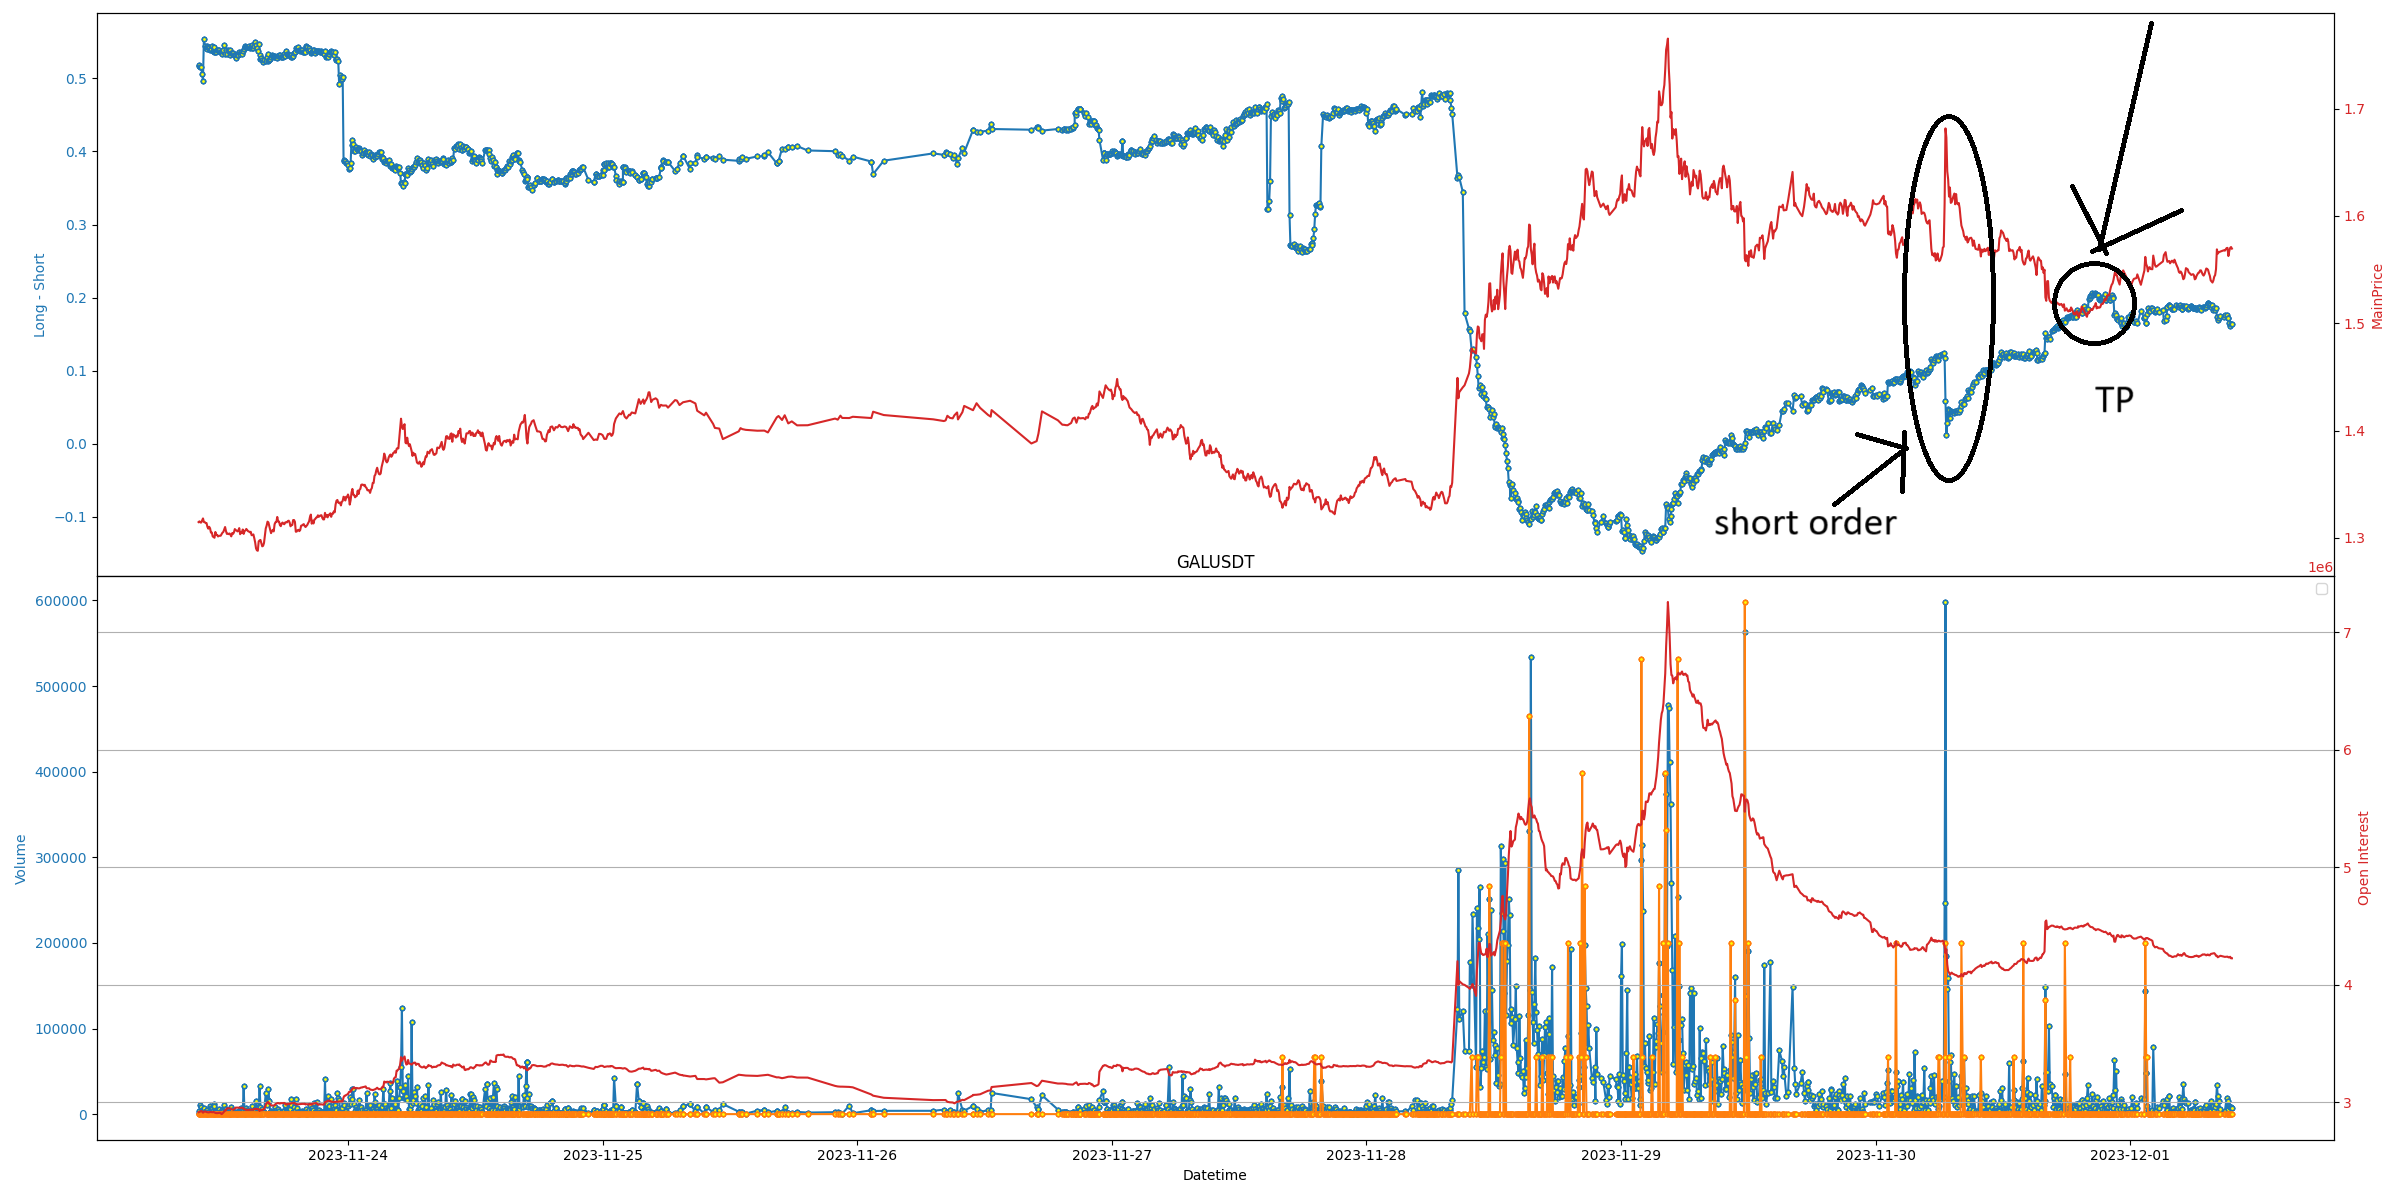 0.5
0.4
0.3
0.2
0.1
0.0
−0.1
Long - Short
1.7
1.6
1.5
1.4
1.3
MainPrice
TP
short order
GALUSDT
1e6
600000
500000
400000
300000
200000
100000
0
Volume
7
6
5
4
3
Open Interest
2023-11-24 2023-11-25 2023-11-26 2023-11-27 2023-11-28 2023-11-29 2023-11-30 2023-12-01
Datetime